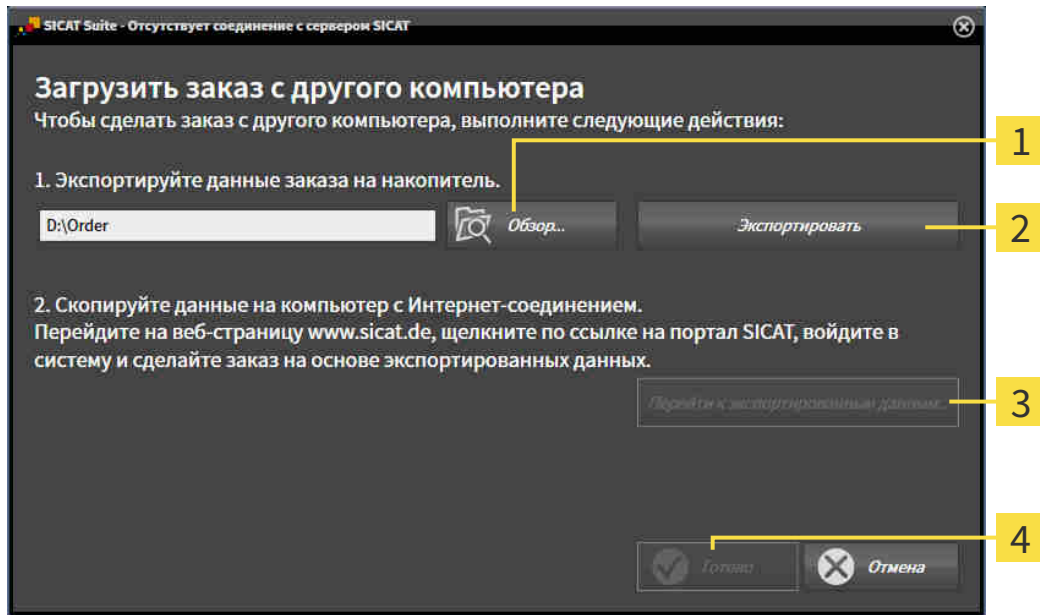 SICAT Suite - Отсутствует соединение с сервером SICAT
Загрузить заказ с другого компьютера
Чтобы сделать заказ с другого компьютера, выполните следующие действия:
1
1. Экспортируйте данные заказа на накопитель.
D:\Order
Обзор...
Экспортировать
2
2. Скопируйте данные на компьютер с Интернет-соединением.
Перейдите на веб-страницу www.sicat.de, щелкните по ссылке на портал SICAT, войдите в
систему и сделайте заказ на основе экспортированных данных.
Перейти к экспортированным данным...
3
4
Готово
Отмена